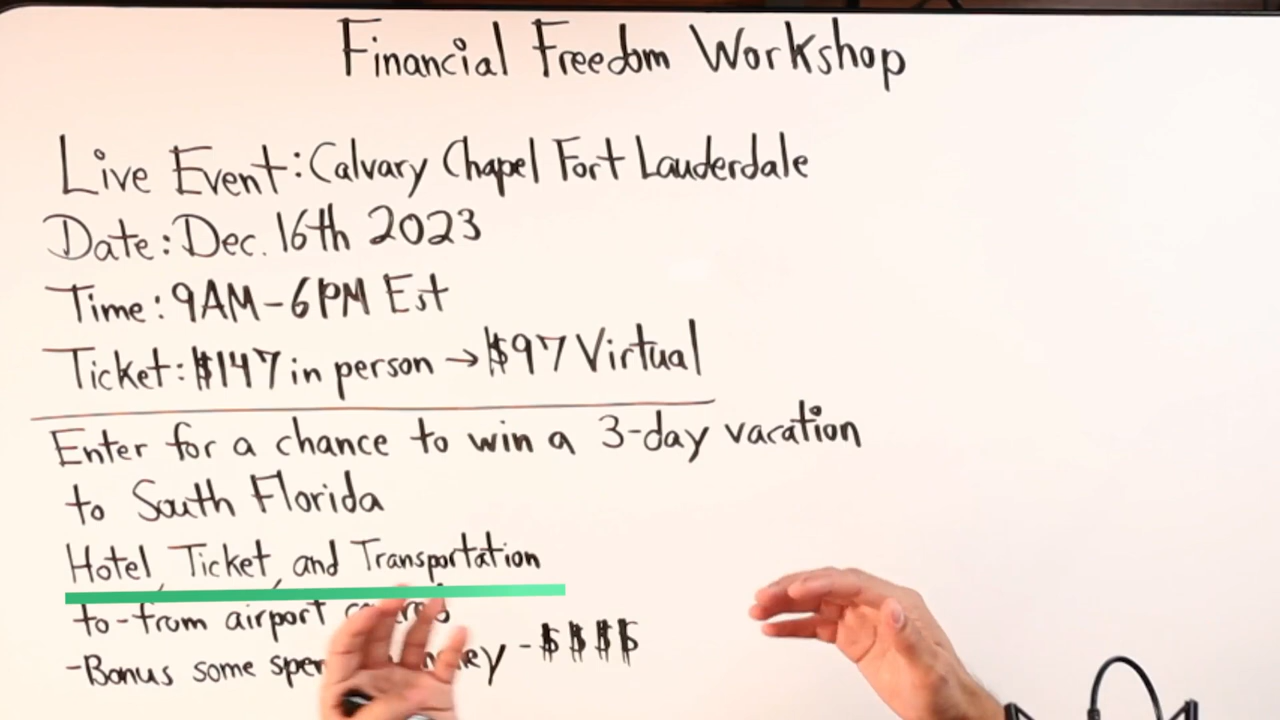 Financial Freedom Workshop
Live Event: Calvary Chapel Fort Lauderdale
Date: Dec. 16th 2023
Time: 9AM-6PM Est
Ticket: $147 in person → $97 Virtual
Enter for a chance to win a 3-day vacation
to South Florida
Hotel, Ticket, and Transportation
to-from airport
-Bonus some - $$$$